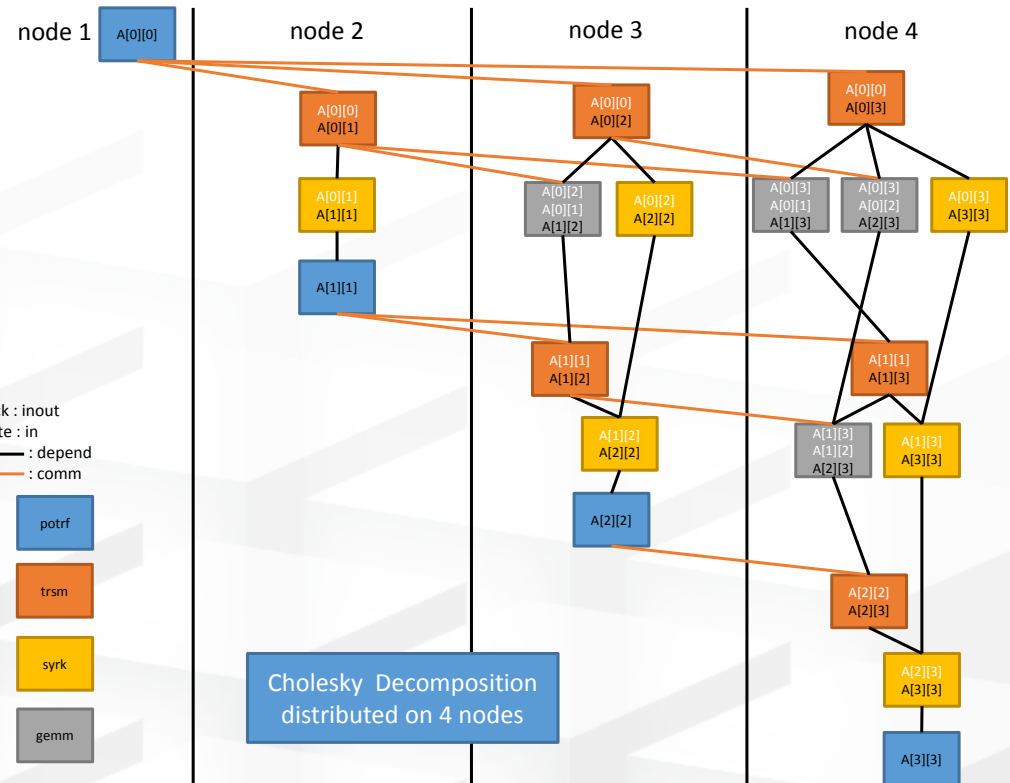 node 1
A[0][0]
node 2
node 3
node 4
A[0][0]
A[0][1]
A[0][0]
A[0][2]
A[0][0]
A[0][3]
A[0][1]
A[1][1]
A[0][2]
A[0][1]
A[1][2]
A[0][2]
A[2][2]
A[0][3]
A[0][1]
A[1][3]
A[0][3]
A[0][2]
A[2][3]
A[0][3]
A[3][3]
A[1][1]
A[1][1]
A[1][2]
A[1][1]
A[1][3]
A[1][2]
A[2][2]
A[1][3]
A[1][2]
A[2][3]
A[1][3]
A[3][3]
A[2][2]
A[2][2]
A[2][3]
A[2][3]
A[3][3]
A[3][3]
ck : inout
te : in
: depend
: comm
potrf
trsm
syrk
gemm
Cholesky Decomposition
distributed on 4 nodes